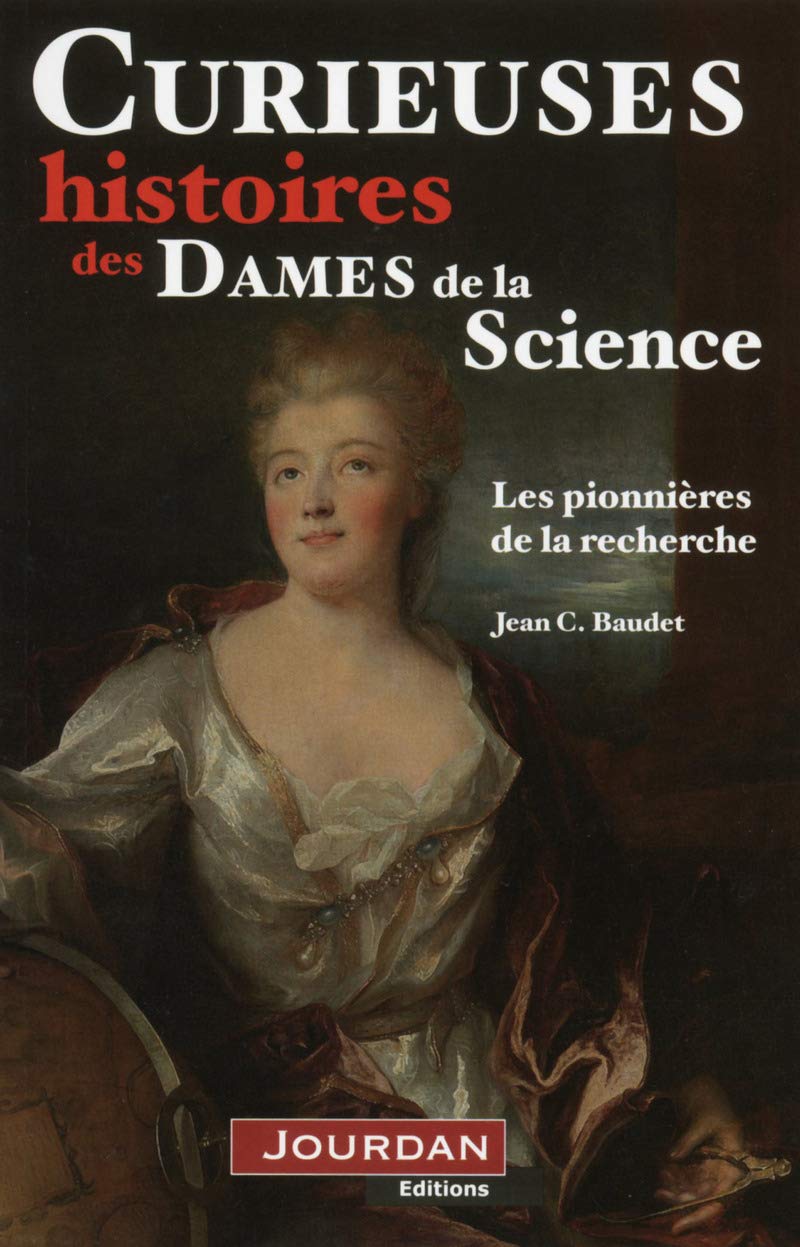 CURIEUSES
histoires
des DAMES de la
Science
Les pionnières
de la recherche
Jean C. Baudet
JOURDAN
Editions